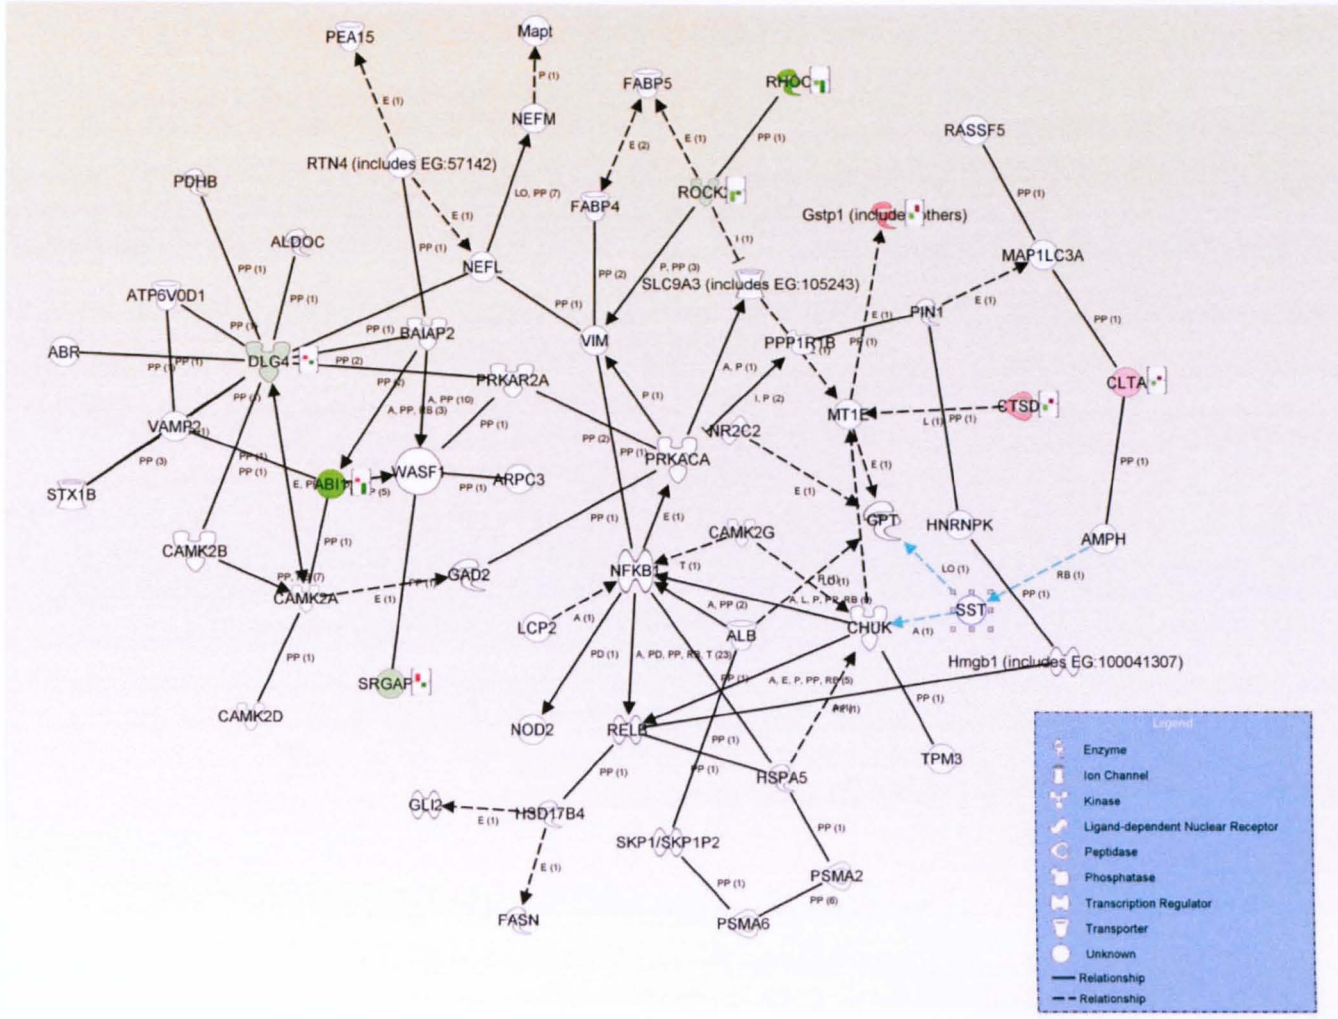 PEA15
Mapt
P (1)
FABP5
RHOC
E (1)
NEFM
E (2)
E (1)
PP (1)
RASSF5
RTN4 (includes EG:57142)
PDHB
LO, PP (7)
ROCK
PP (1)
FABP4
Gstp1 (include thers)
E (1)
ALDOC
PP (1)
I (1)
PP (1)
NEFL
PP (2)
P, PP (3)
MAP1LC3A
PP (1)
SLC9A3 (includes EG:105243)
ATP6V0D1
PP (1)
PP (1)
E (1)
E (1)
PIN1
PP (1)
PP (1)
BAIAP2
VIM
PPP1R1B
PP (1)
ABR
DLG4
PP (2)
PP (1)
A, P (1)
PRKAR2A
CLTA
P (1)
I, P (2)
A, PP (10)
A, PP, RB (3)
CTSD
MT1E
L (1)
PP (1)
VAMP2
PP (1)
PP (2)
NR2C2
PP (3)
PP (1)
PP (1)
PP (1)
PRKACA
PP (1)
STX1B
ABI1
WASF1
PP (1)
ARPC3
E (1)
E (1)
PP (1)
E (1)
GPT
HNRNPK
AMPH
CAMK2B
PP (1)
CAMK2G
NFKB1
T (1)
LO (1)
RB (1)
GAD2
CAMK2A
E (1)
PP (1)
A, PP (2)
SST
LCP2
A (1)
ALB
CHUK
A (1)
PP (1)
PD (1)
A, PD, PP, RB, T (23)
Hmgb1 (includes EG:100041307)
SRGAP
PP (1)
PP (1)
A, E, P, PP, RB (5)
PP (1)
CAMK2D
NOD2
RELB
PP (1)
TPM3
PP (1)
PP (1)
HSPA5
GLI2
E (1)
HSD17B4
PP (1)
SKP1/SKP1P2
E (1)
PSMA2
PP (1)
PP (6)
FASN
PSMA6
Legend
Enzyme
Ion Channel
Kinase
Ligand-dependent Nuclear Receptor
Peptidase
Phosphatase
Transcription Regulator
Transporter
Unknown
Relationship
Relationship